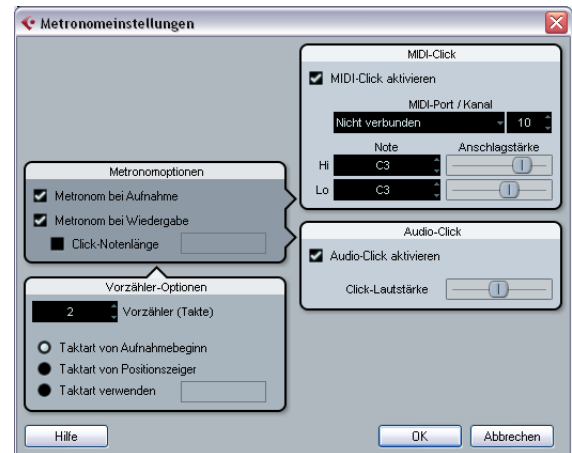 Metronomeinstellungen
MIDI-Click
MIDI-Click aktivieren
MIDI-Port / Kanal
Nicht verbunden 10
Note Anschlagstärke
Hi C3
Lo C3
Metronomoptionen
Metronom bei Aufnahme
Metronom bei Wiedergabe
Click-Notenlänge
Audio-Click
Audio-Click aktivieren
Click-Lautstärke
Vorzähler-Optionen
2 Vorzähler (Takte)
Taktart von Aufnahmebeginn
Taktart von Positionszeiger
Taktart verwenden
Hilfe OK Abbrechen